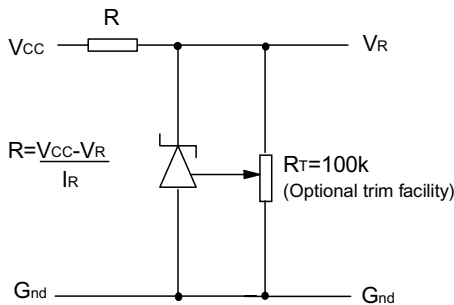 R
VCC
VR
R=VCC-VR
IR
RT=100k
(Optional trim facility)
Gnd
Gnd